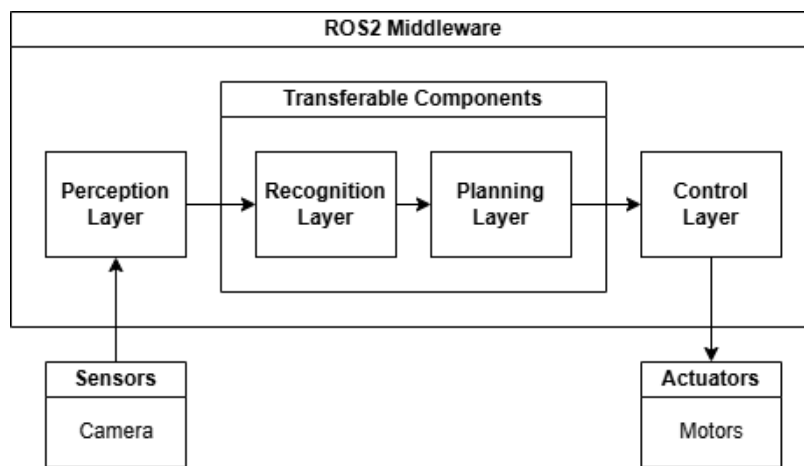 ROS2 Middleware
Transferable Components
Perception
Layer
Recognition
Layer
Planning
Layer
Control
Layer
Sensors
Camera
Actuators
Motors